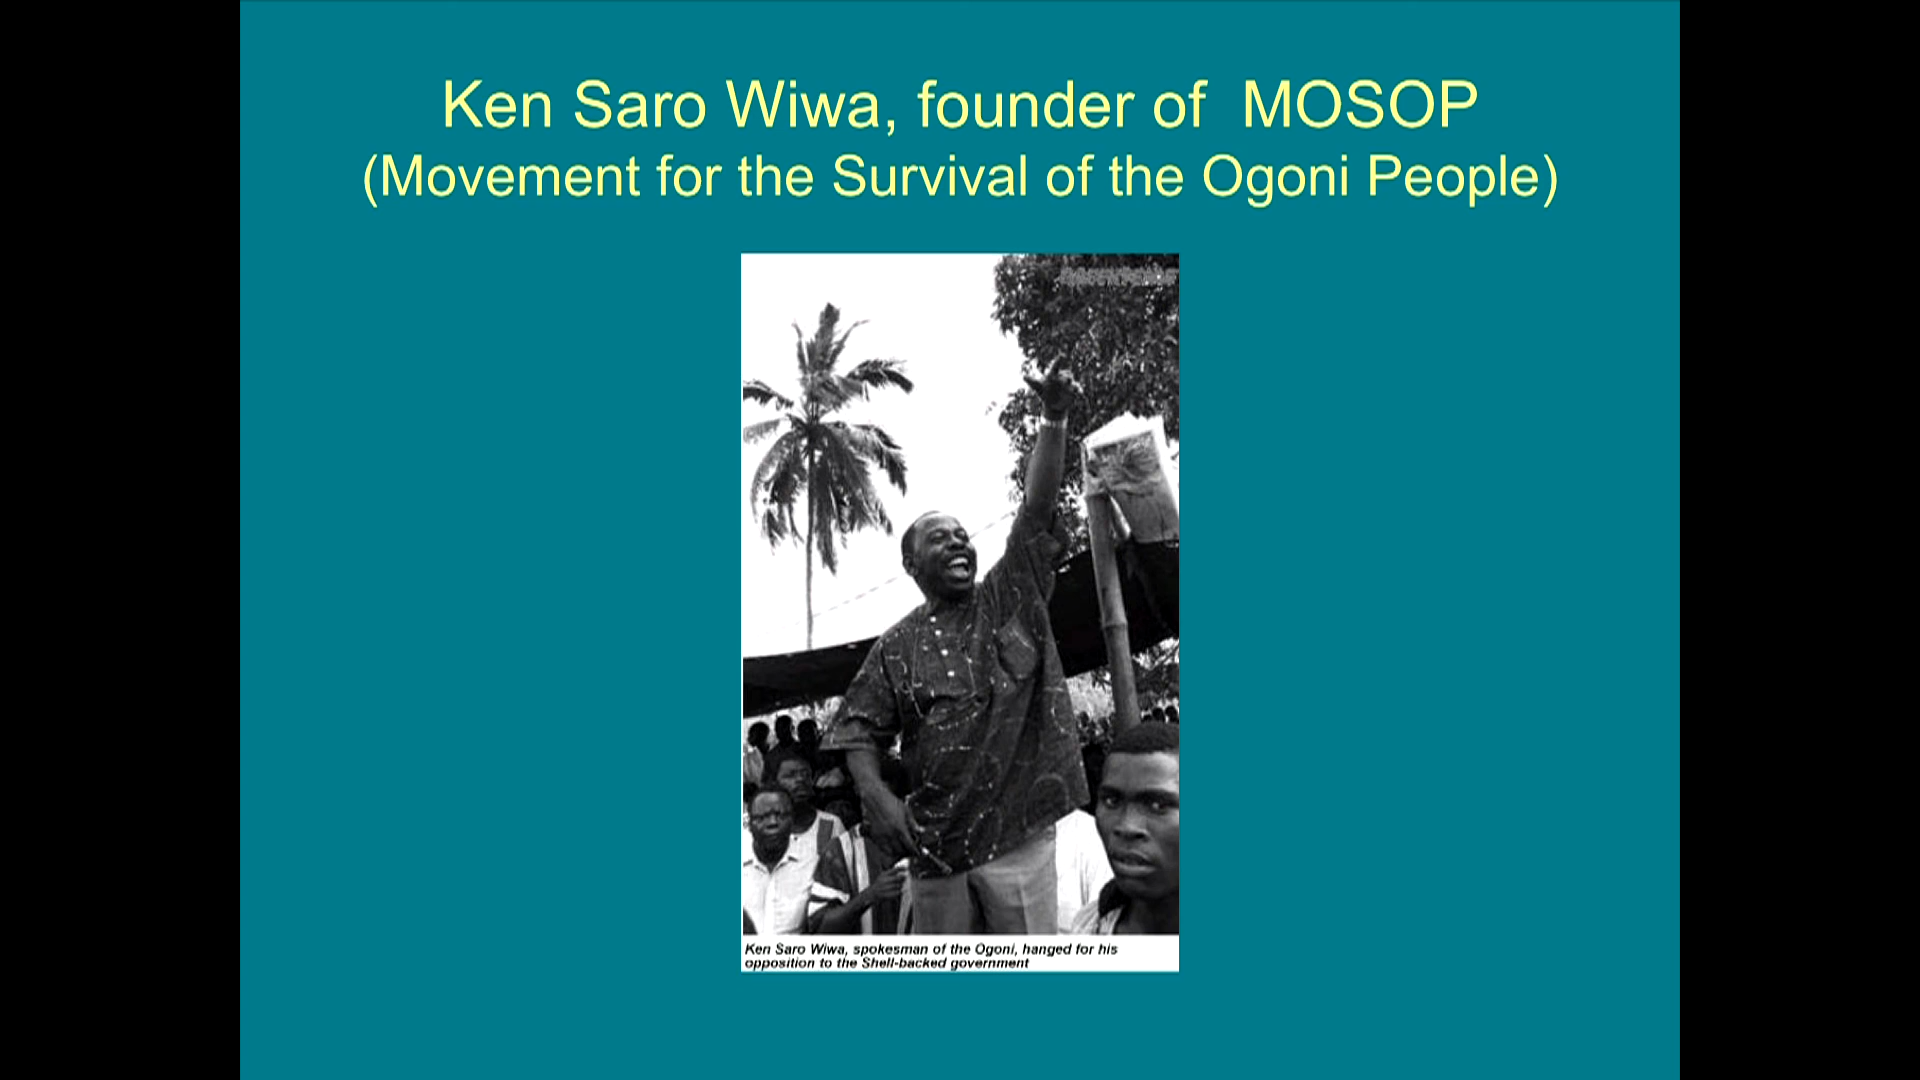 Ken Saro Wiwa, founder of  MOSOP
(Movement for the Survival of the Ogoni People)
Ken Saro Wiwa, spokesman of the Ogoni, hanged for his
opposition to the Shell-backed government